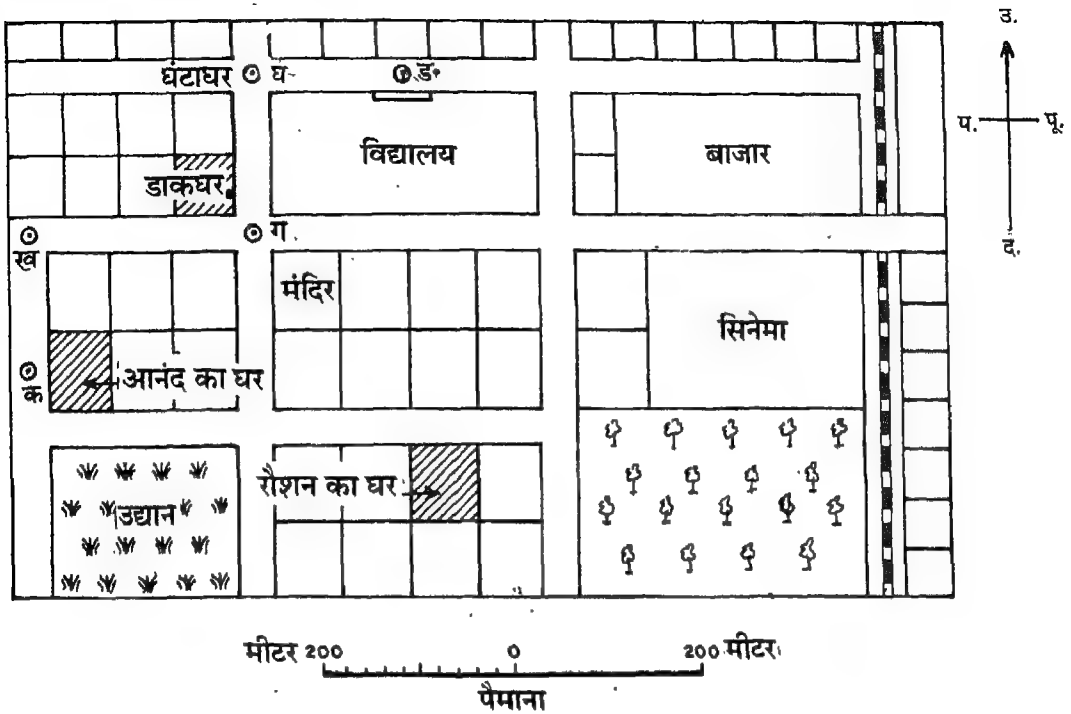 उ.
घंटाघर घ
ङ
प. पू.
विद्यालय
बाजार
डाकघर
ग
द.
ख
मंदिर
सिनेमा
आनंद का घर
क
रौशन का घर
उद्यान
मीटर 200 0 200 मीटर
पैमाना